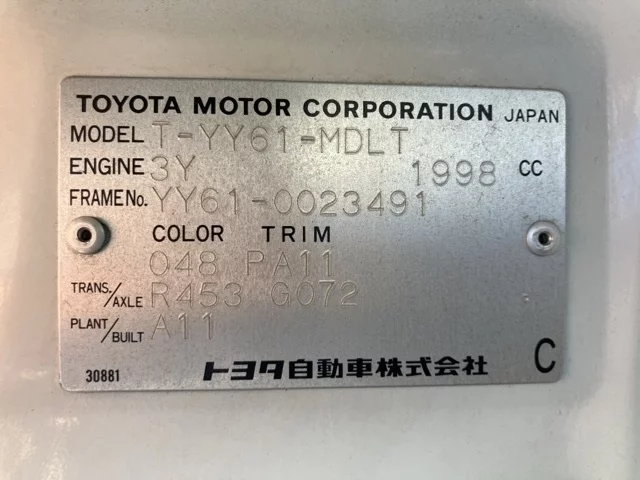 TOYOTA MOTOR CORPORATION JAPAN
MODEL T-YY61-MDLT
ENGINE 3Y 1998 CC
FRAME No. YY61-0023491
COLOR TRIM
048 PA11
TRANS./AXLE R453 G072
PLANT/BUILT A11
30881 トヨタ自動車株式会社 C